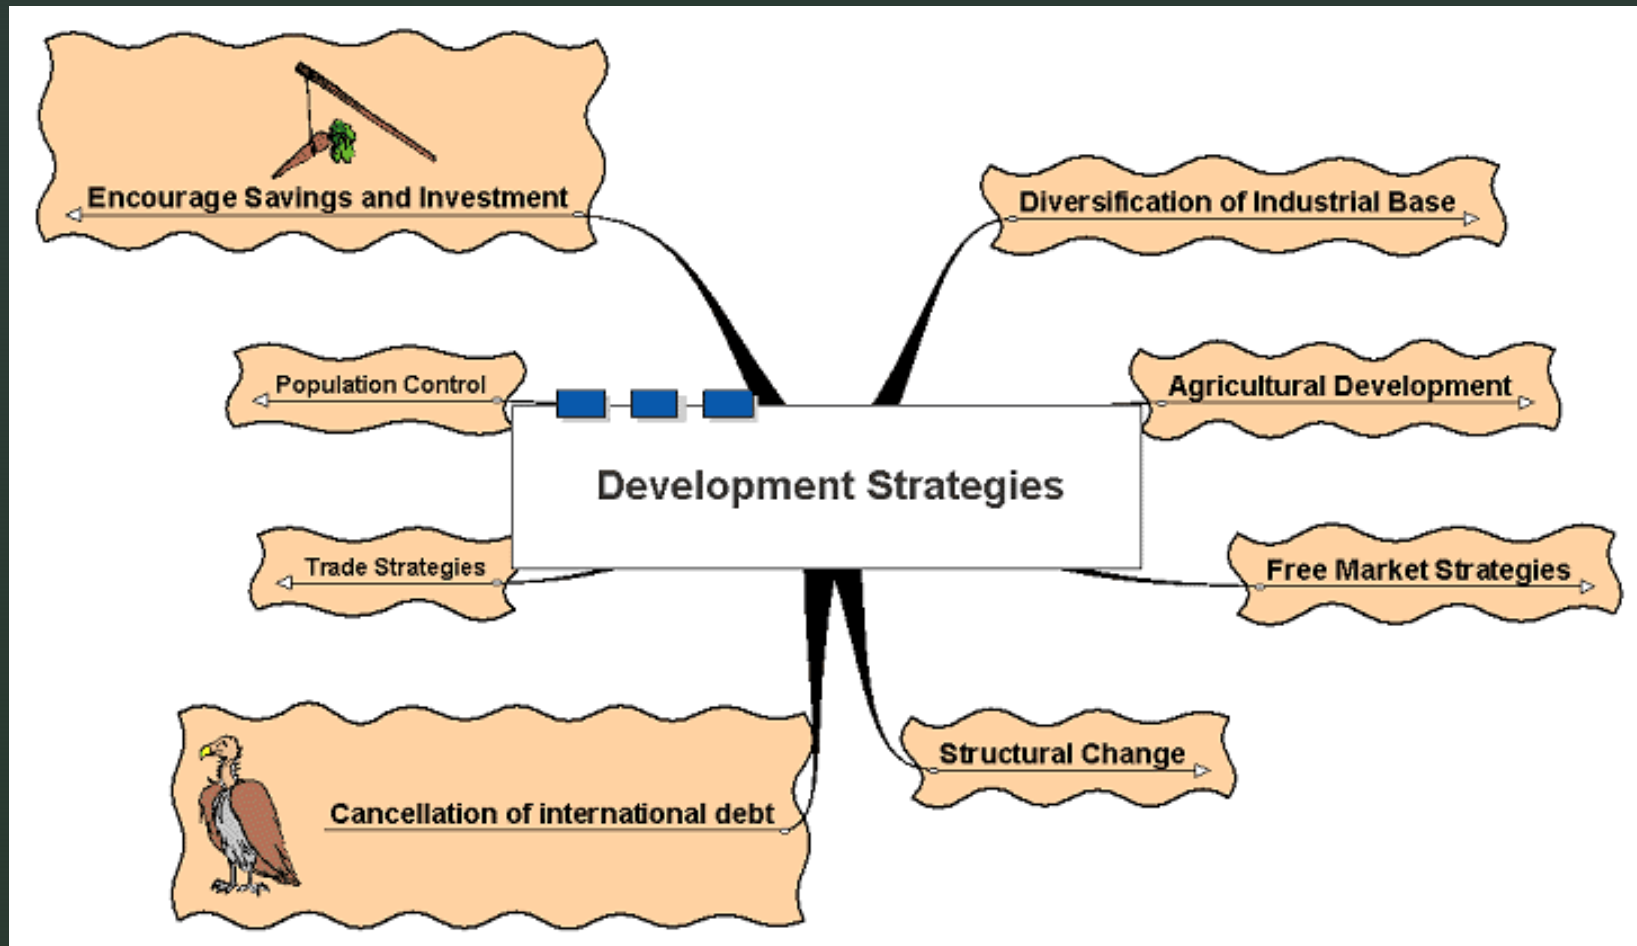 Encourage Savings and Investment
Diversification of Industrial Base
Population Control
Agricultural Development
Development Strategies
Trade Strategies
Free Market Strategies
Structural Change
Cancellation of international debt